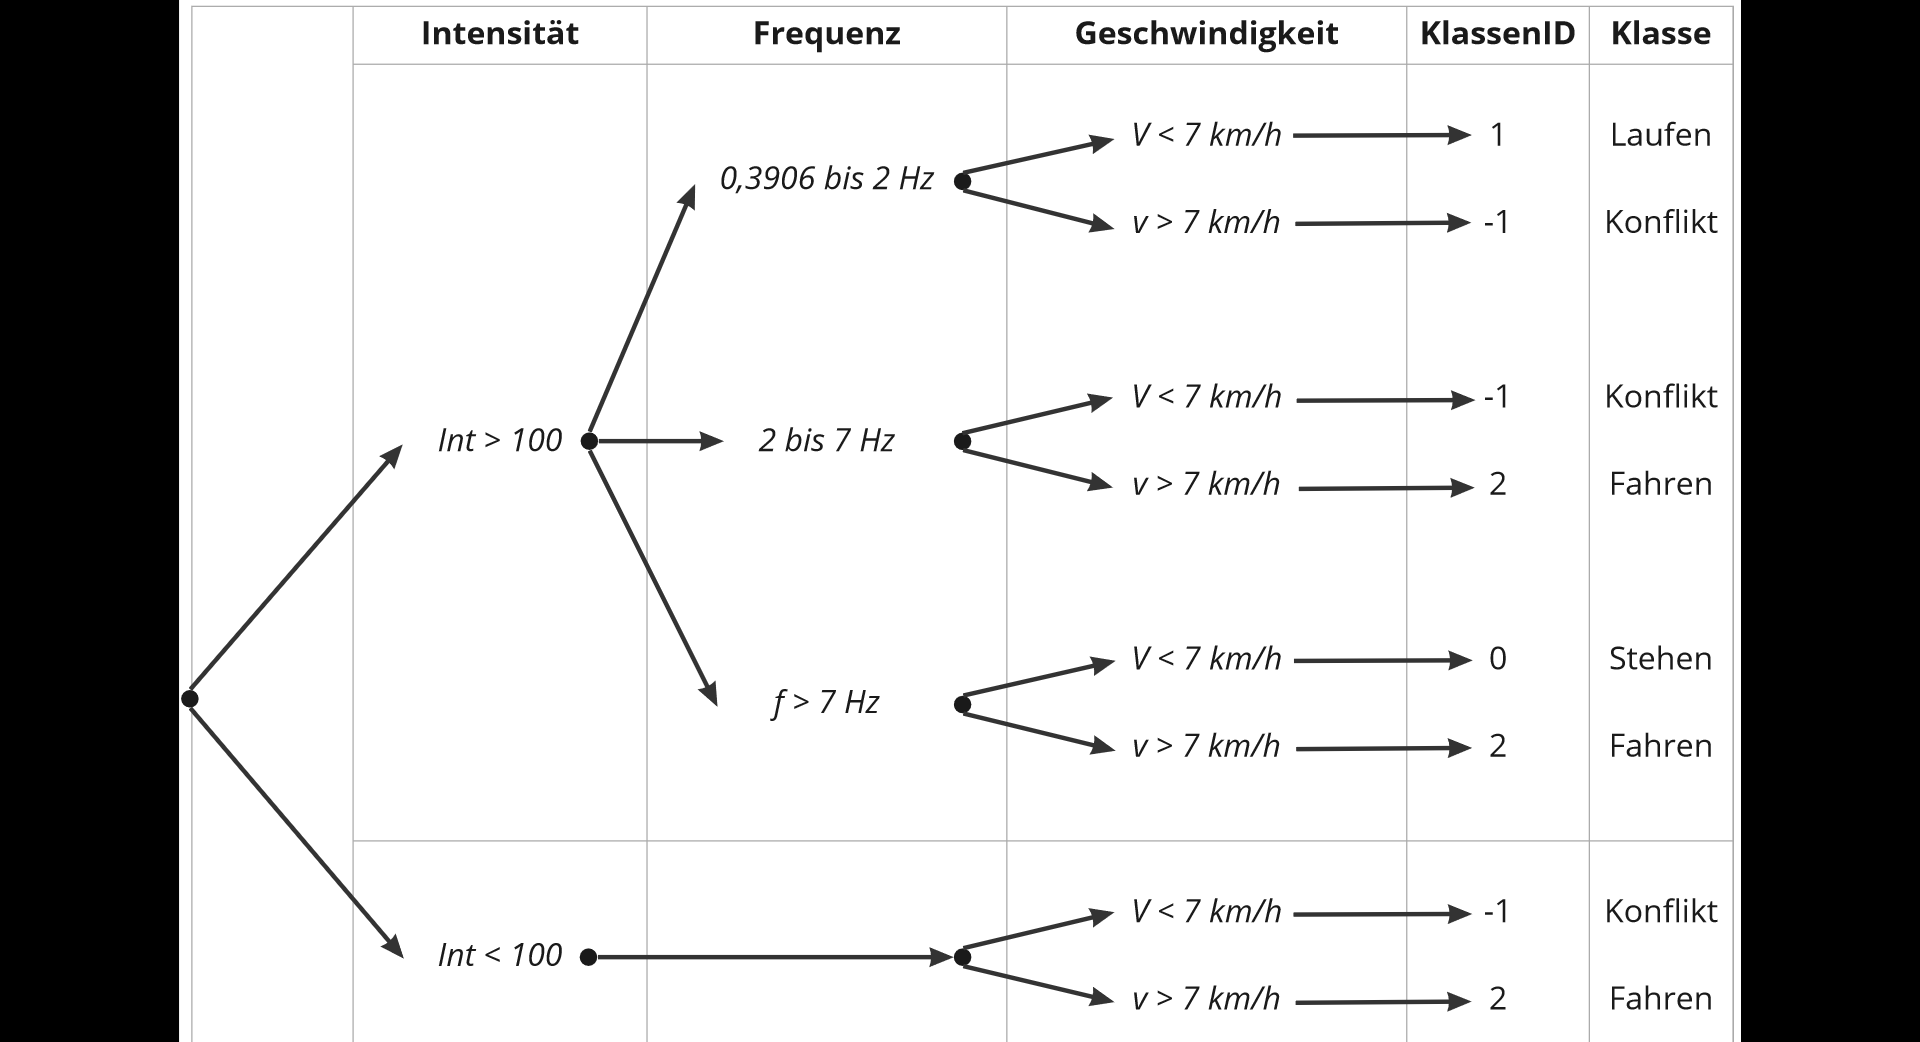 Intensität Frequenz Geschwindigkeit KlassenID Klasse
V < 7 km/h 1 Laufen
0,3906 bis 2 Hz
v > 7 km/h -1 Konflikt
V < 7 km/h -1 Konflikt
Int > 100 2 bis 7 Hz
v > 7 km/h 2 Fahren
V < 7 km/h 0 Stehen
f > 7 Hz
v > 7 km/h 2 Fahren
V < 7 km/h -1 Konflikt
Int < 100
v > 7 km/h 2 Fahren